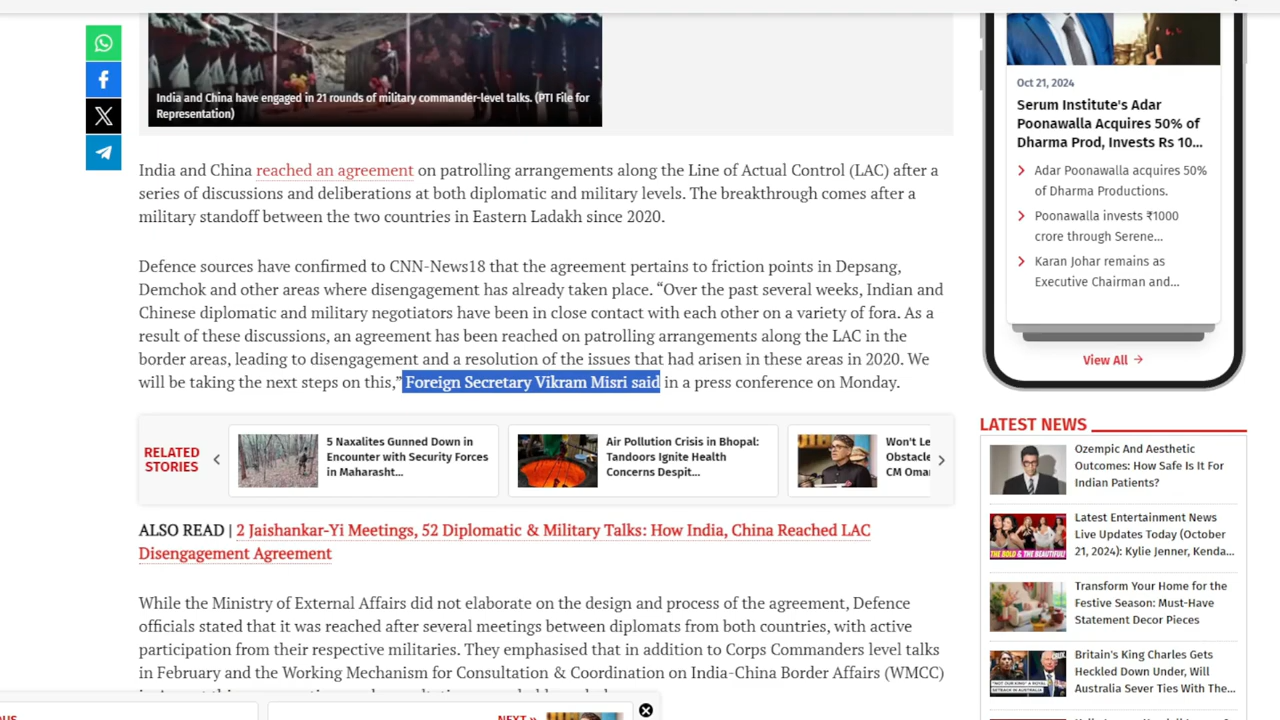 India and China have engaged in 21 rounds of military commander-level talks. (PTI File for
Representation)
India and China reached an agreement on patrolling arrangements along the Line of Actual Control (LAC) after a
series of discussions and deliberations at both diplomatic and military levels. The breakthrough comes after a
military standoff between the two countries in Eastern Ladakh since 2020.
Defence sources have confirmed to CNN-News18 that the agreement pertains to friction points in Depsang,
Demchok and other areas where disengagement has already taken place. “Over the past several weeks, Indian and
Chinese diplomatic and military negotiators have been in close contact with each other on a variety of fora. As a
result of these discussions, an agreement has been reached on patrolling arrangements along the LAC in the
border areas, leading to disengagement and a resolution of the issues that had arisen in these areas in 2020. We
will be taking the next steps on this,” Foreign Secretary Vikram Misri said in a press conference on Monday.
RELATED
STORIES
5 Naxalites Gunned Down in
Encounter with Security Forces
in Maharasht...
Air Pollution Crisis in Bhopal:
Tandoors Ignite Health
Concerns Despit...
Won't Le
Obstacle
CM Oma
ALSO READ | 2 Jaishankar-Yi Meetings, 52 Diplomatic & Military Talks: How India, China Reached LAC
Disengagement Agreement
While the Ministry of External Affairs did not elaborate on the design and process of the agreement, Defence
officials stated that it was reached after several meetings between diplomats from both countries, with active
participation from their respective militaries. They emphasised that in addition to Corps Commanders level talks
in February and the Working Mechanism for Consultation & Coordination on India-China Border Affairs (WMCC)
NEXT »
Oct 21, 2024
Serum Institute's Adar
Poonawalla Acquires 50% of
Dharma Prod, Invests Rs 10...
Adar Poonawalla acquires 50%
of Dharma Productions.
Poonawalla invests ₹1000
crore through Serene...
Karan Johar remains as
Executive Chairman and...
View All →
LATEST NEWS
Ozempic And Aesthetic
Outcomes: How Safe Is It For
Indian Patients?
THE BOLD & THE BEAUTIFUL!
Latest Entertainment News
Live Updates Today (October
21, 2024): Kylie Jenner, Kenda...
Transform Your Home for the
Festive Season: Must-Have
Statement Decor Pieces
Britain's King Charles Gets
Heckled Down Under, Will
Australia Sever Ties With The...